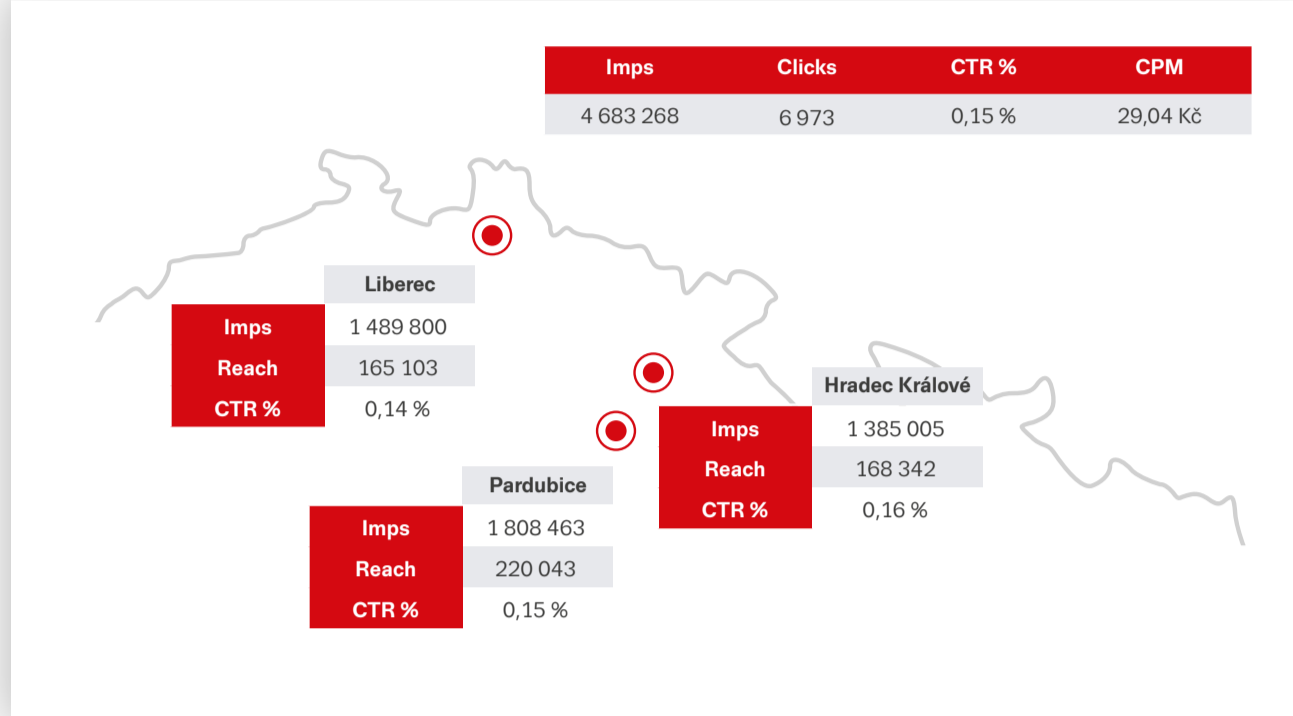 Imps Clicks CTR % CPM
4 683 268 6 973 0,15 % 29,04 Kč
Liberec
Imps 1 489 800
Reach 165 103
CTR % 0,14 %
Hradec Králové
Imps 1 385 005
Reach 168 342
CTR % 0,16 %
Pardubice
Imps 1 808 463
Reach 220 043
CTR % 0,15 %